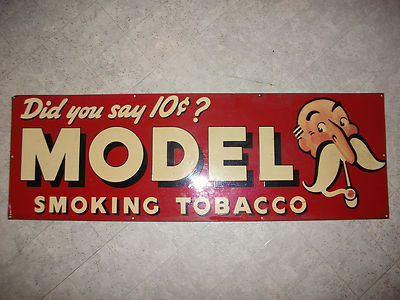 Did you say 10¢?
MODEL
SMOKING TOBACCO